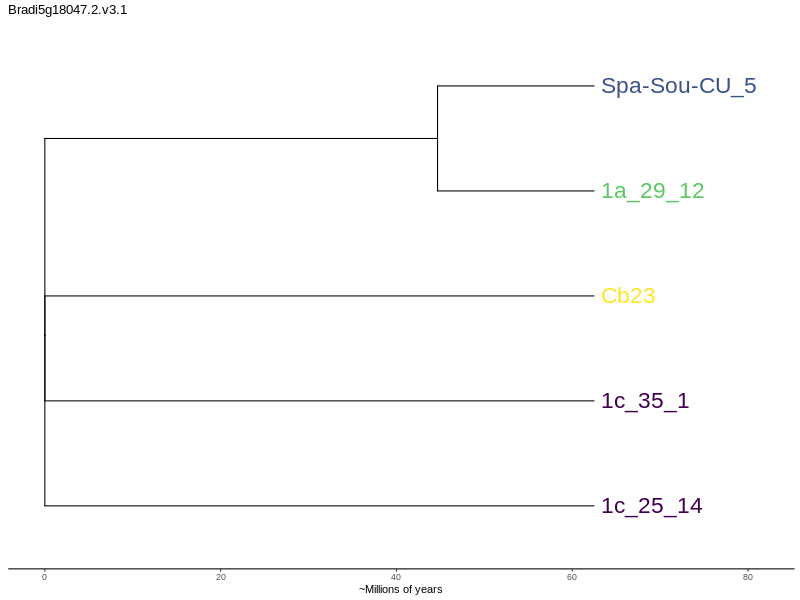 Bradi5g18047.2.v3.1
Spa-Sou-CU_5
1a_29_12
Cb23
1c_35_1
1c_25_14
0 20 40 60 80
~Millions of years